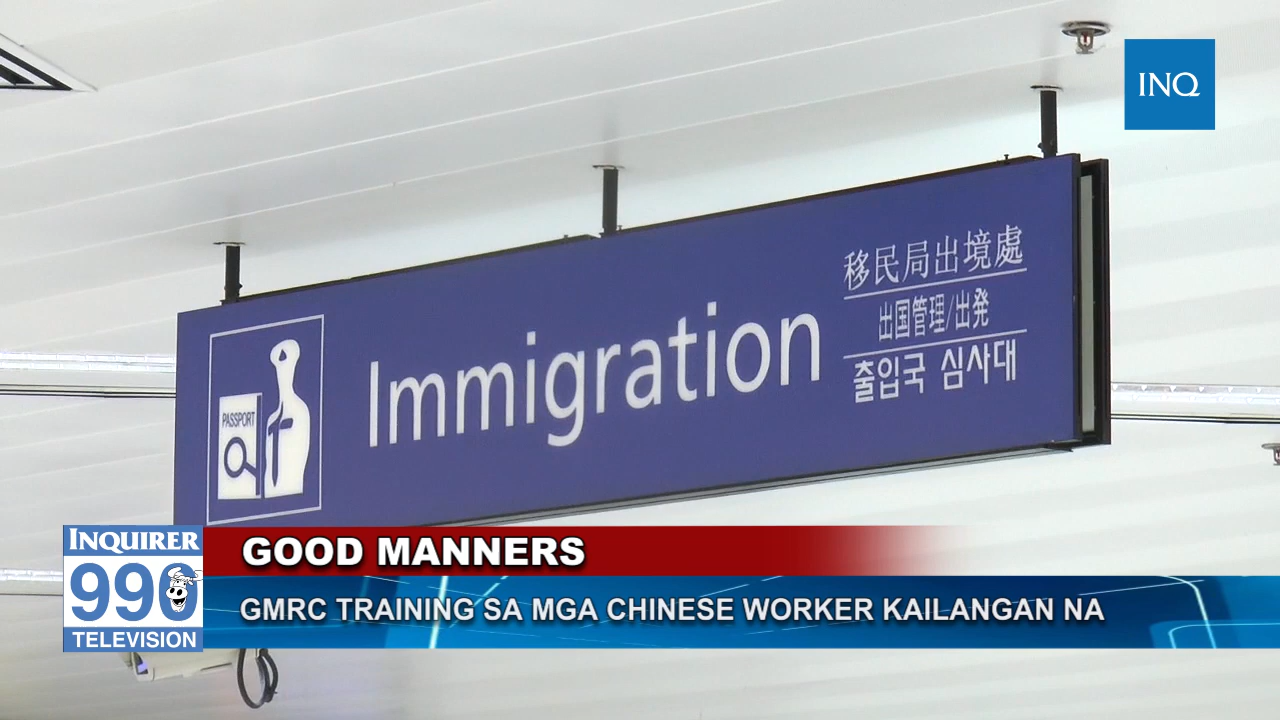 INQ
PASSPORT
Immigration
移民局出境處
出国管理/出発
출입국 심사대
INQUIRER
990
TELEVISION
GOOD MANNERS
GMRC TRAINING SA MGA CHINESE WORKER KAILANGAN NA